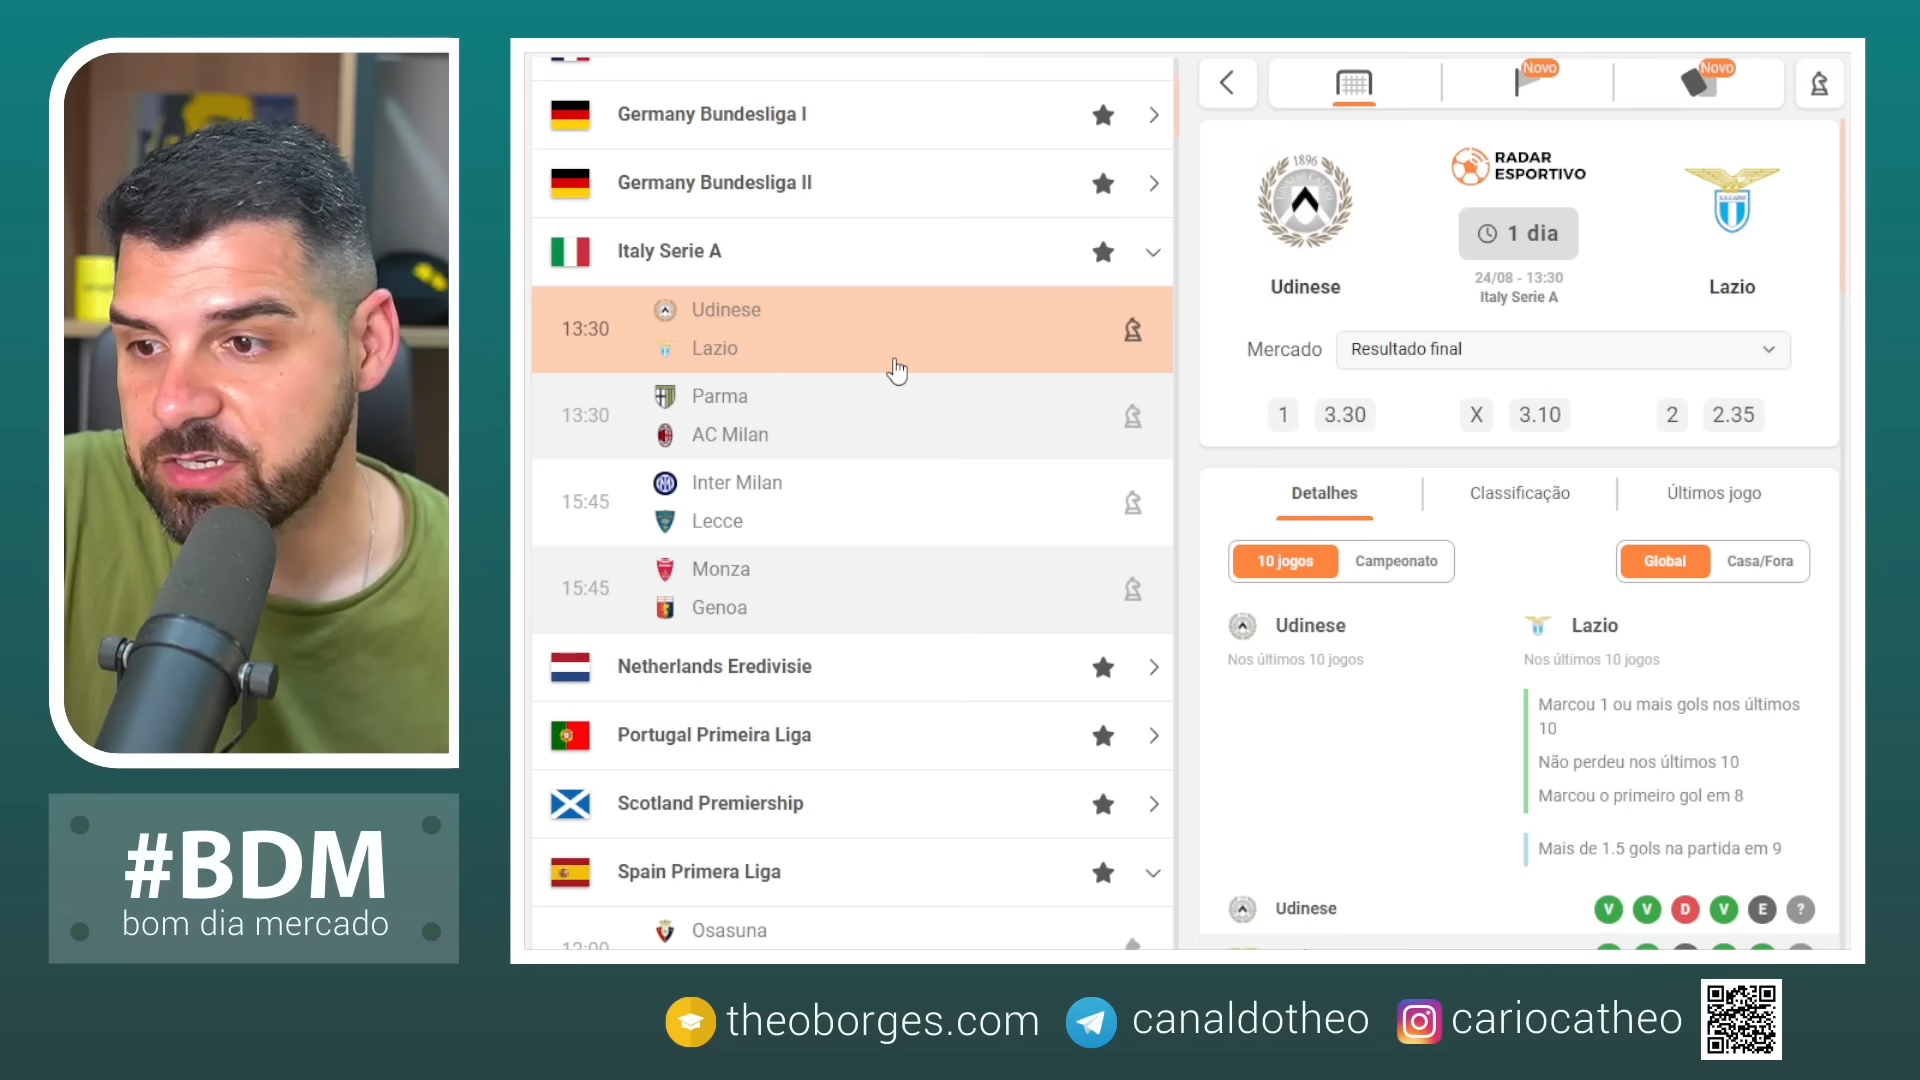 Germany Bundesliga I
Germany Bundesliga II
Italy Serie A
13:30
Udinese
Lazio
13:30
Parma
AC Milan
15:45
Inter Milan
Lecce
15:45
Monza
Genoa
Netherlands Eredivisie
Portugal Primeira Liga
Scotland Premiership
Spain Primera Liga
12:00
Osasuna
Novo
Novo
1896
RADAR
ESPORTIVO
1 dia
24/08 - 13:30
Italy Serie A
Udinese
Lazio
Mercado
Resultado final
1 3.30 X 3.10 2 2.35
Detalhes
Classificação
Últimos jogo
10 jogos
Campeonato
Global
Casa/Fora
Udinese
Nos últimos 10 jogos
Lazio
Nos últimos 10 jogos
Marcou 1 ou mais gols nos últimos
10
Não perdeu nos últimos 10
Marcou o primeiro gol em 8
Mais de 1.5 gols na partida em 9
Udinese
V V D V E ?
#BDM
bom dia mercado
theoborges.com
canaldotheo
cariocatheo